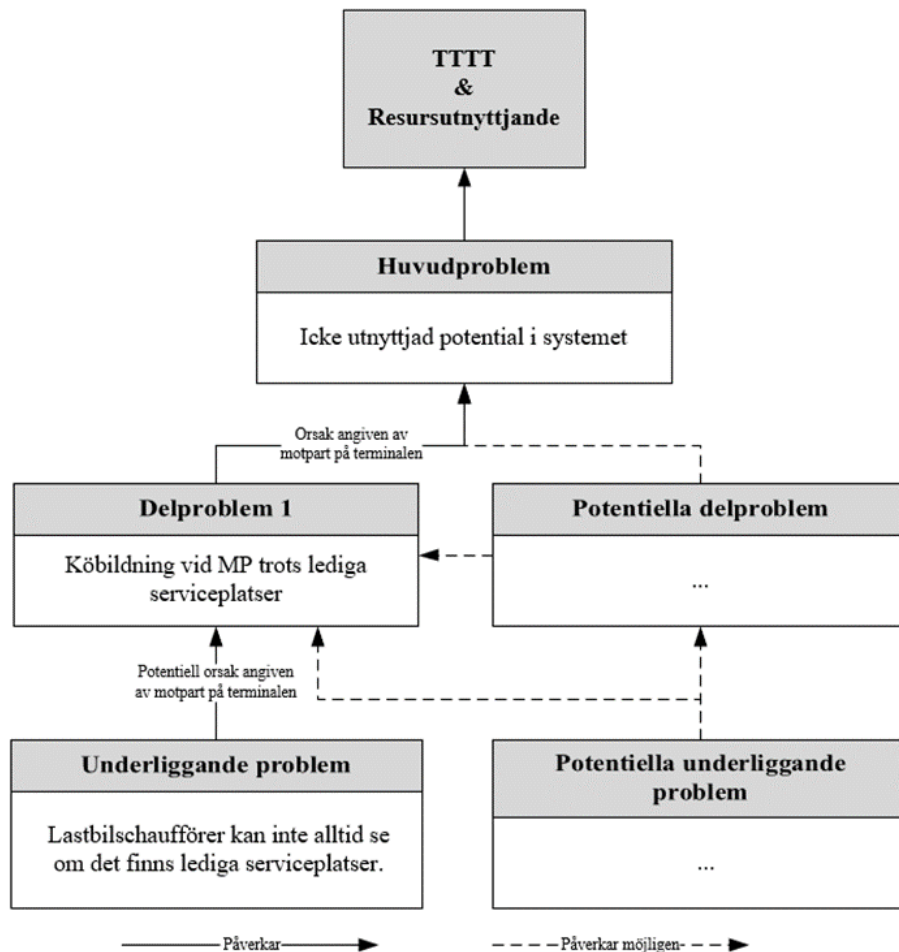 TTTT
&
Resursutnyttjande
Huvudproblem
Icke utnyttjad potential i systemet
Orsak angiven av
motpart på terminalen
Delproblem 1
Köbildning vid MP trots lediga
serviceplatser
Potentiella delproblem
...
Potentiell orsak angiven
av motpart på terminalen
Underliggande problem
Lastbilschaufförer kan inte alltid se
om det finns lediga serviceplatser.
Potentiella underliggande
problem
...
Påverkar
Påverkar möjligen